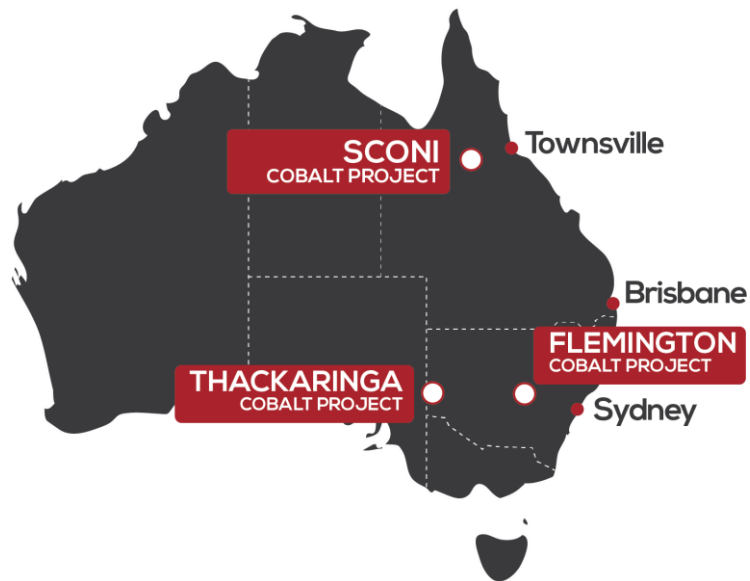 SCONI
COBALT PROJECT
Townsville
Brisbane
FLEMINGTON
COBALT PROJECT
THACKARINGA
COBALT PROJECT
Sydney